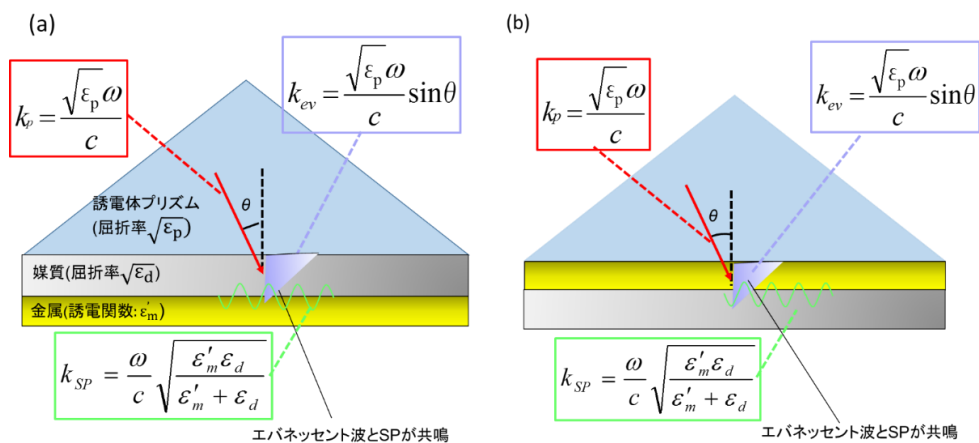 (a)
k_p = √ε_p ω / c
k_ev = √ε_p ω / c sinθ
誘電体プリズム
(屈折率√ε_p)
θ
媒質(屈折率√ε_d)
金属(誘電関数:ε'_m)
k_SP = ω/c √(ε'_m ε_d / (ε'_m + ε_d))
エバネッセント波とSPが共鳴
(b)
k_p = √ε_p ω / c
k_ev = √ε_p ω / c sinθ
θ
k_SP = ω/c √(ε'_m ε_d / (ε'_m + ε_d))
エバネッセント波とSPが共鳴